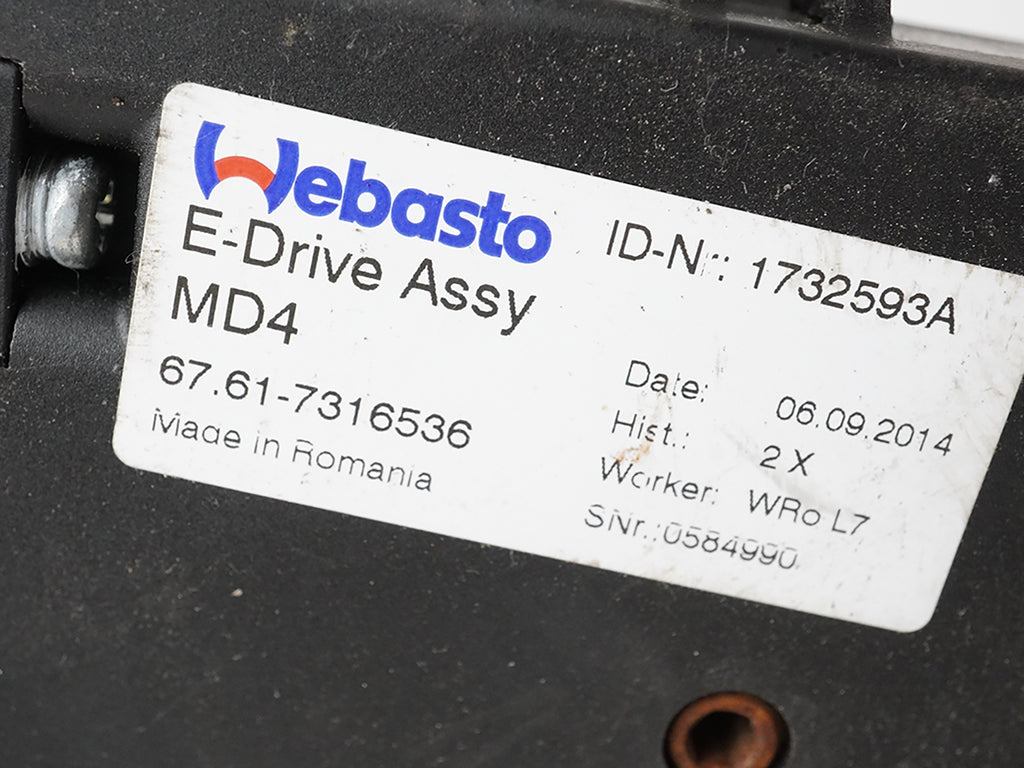 Webasto
E-Drive Assy
MD4
67.61-7316536
Made in Romania
ID-Nr.: 1732593A
Date: 06.09.2014
Hist.: 2 X
Worker: WRo L7
SNr.:0584990